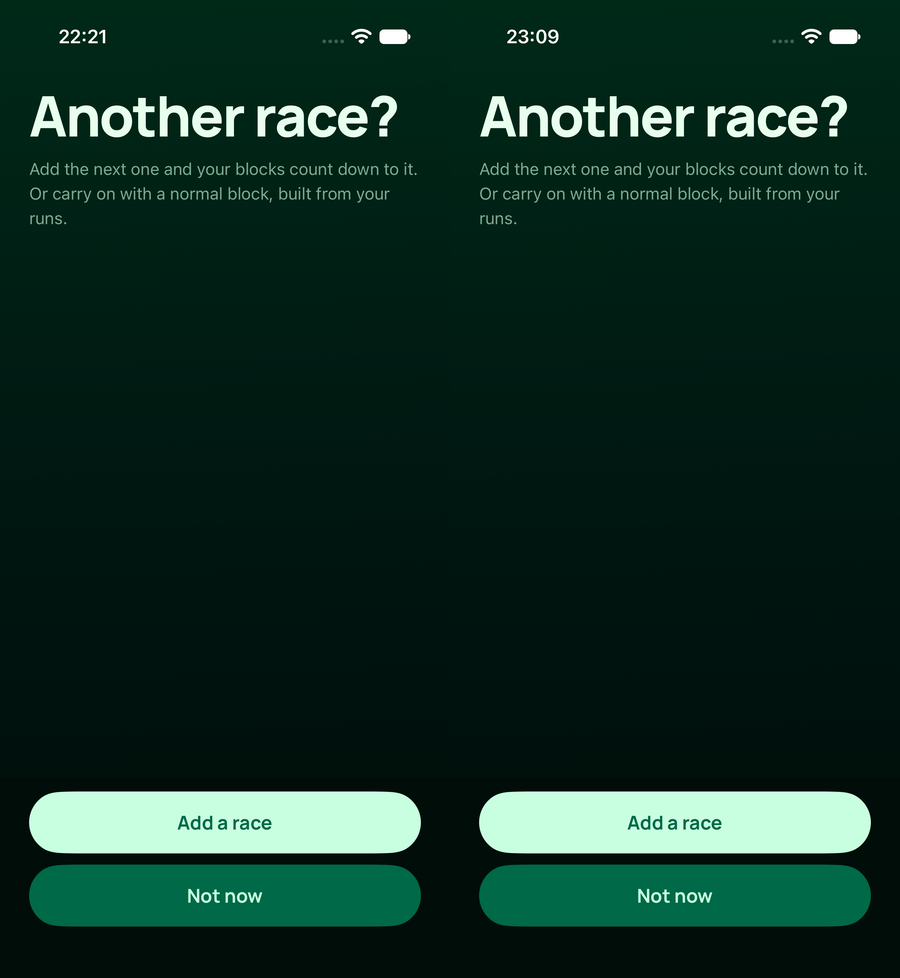 22:21
Another race?
Add the next one and your blocks count down to it.
Or carry on with a normal block, built from your
runs.
Add a race
Not now
23:09
Another race?
Add the next one and your blocks count down to it.
Or carry on with a normal block, built from your
runs.
Add a race
Not now